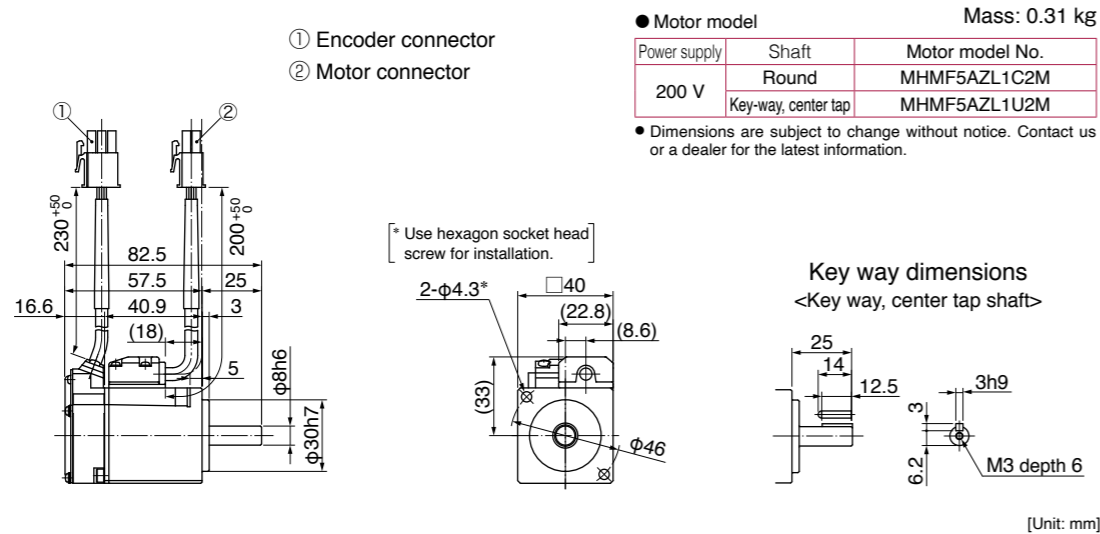 ① Encoder connector
② Motor connector
● Motor model
Mass: 0.31 kg
Power supply Shaft Motor model No.
200 V
Round MHMF5AZL1C2M
Key-way, center tap MHMF5AZL1U2M
● Dimensions are subject to change without notice. Contact us
or a dealer for the latest information.
①
②
230 +50 0
200 +50 0
82.5
57.5 25
16.6 40.9 3
(18)
5
φ8h6
φ30h7
[* Use hexagon socket head
screw for installation.]
2-φ4.3*
□40
(22.8)
(8.6)
(33)
φ46
Key way dimensions
<Key way, center tap shaft>
25
14
12.5
3h9
3
6.2
M3 depth 6
[Unit: mm]